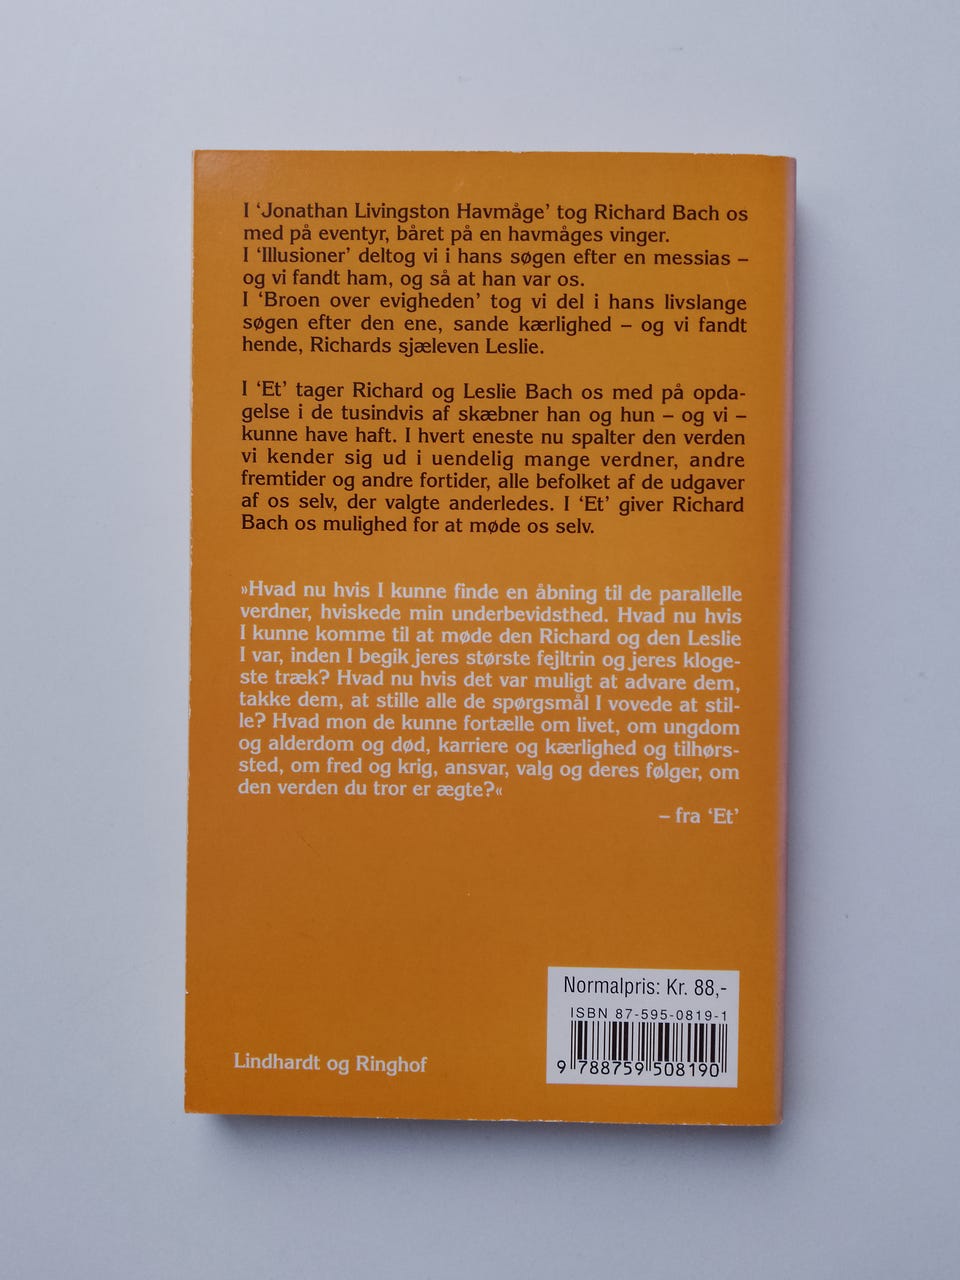 I ‘Jonathan Livingston Havmåge’ tog Richard Bach os
med på eventyr, båret på en havmåges vinger.
I ‘Illusioner’ deltog vi i hans søgen efter en messias –
og vi fandt ham, og så at han var os.
I ‘Broen over evigheden’ tog vi del i hans livslange
søgen efter den ene, sande kærlighed – og vi fandt
hende, Richards sjæleven Leslie.
I ‘Et’ tager Richard og Leslie Bach os med på opda-
gelse i de tusindvis af skæbner han og hun – og vi –
kunne have haft. I hvert eneste nu spalter den verden
vi kender sig ud i uendelig mange verdner, andre
fremtider og andre fortider, alle befolket af de udgaver
af os selv, der valgte anderledes. I ‘Et’ giver Richard
Bach os mulighed for at møde os selv.
»Hvad nu hvis I kunne finde en åbning til de parallelle
verdner, hviskede min underbevidsthed. Hvad nu hvis
I kunne komme til at møde den Richard og den Leslie
I var, inden I begik jeres største fejltrin og jeres kloge-
ste træk? Hvad nu hvis det var muligt at advare dem,
takke dem, at stille alle de spørgsmål I vovede at stil-
le? Hvad mon de kunne fortælle om livet, om ungdom
og alderdom og død, karriere og kærlighed og tilhørs-
sted, om fred og krig, ansvar, valg og deres følger, om
den verden du tror er ægte?«
– fra ‘Et’
Normalpris: Kr. 88,-
ISBN 87-595-0819-1
9 788759 508190
Lindhardt og Ringhof